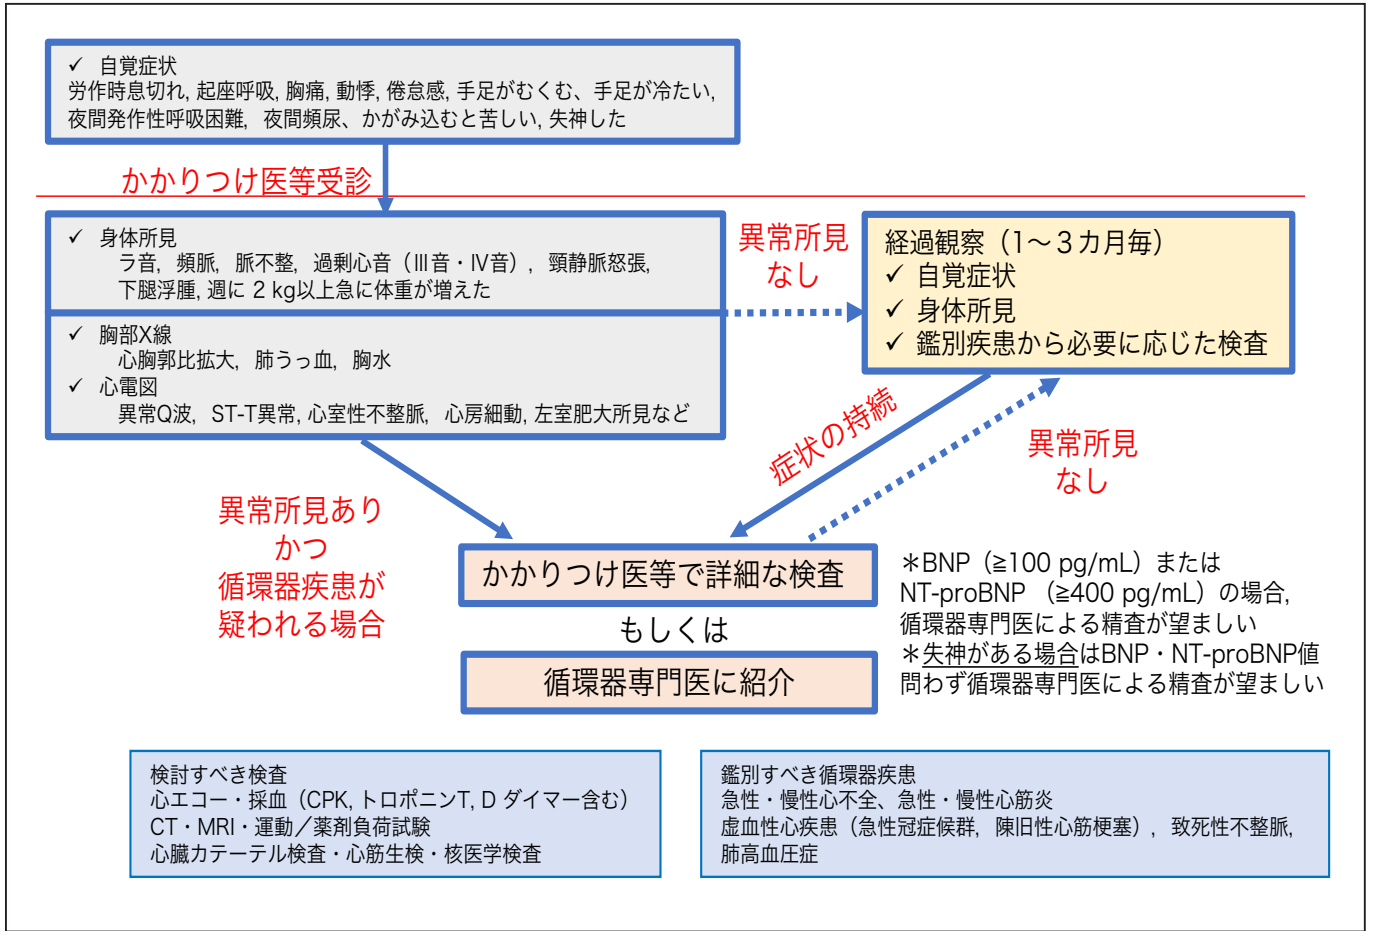 ✓ 自覚症状
労作時息切れ, 起座呼吸, 胸痛, 動悸, 倦怠感, 手足がむくむ、手足が冷たい,
夜間発作性呼吸困難, 夜間頻尿、かがみ込むと苦しい, 失神した
かかりつけ医等受診
✓ 身体所見
ラ音, 頻脈, 脈不整, 過剰心音（Ⅲ音・Ⅳ音）, 頸静脈怒張,
下腿浮腫, 週に 2 kg以上急に体重が増えた
✓ 胸部X線
心胸郭比拡大, 肺うっ血, 胸水
✓ 心電図
異常Q波, ST-T異常, 心室性不整脈, 心房細動, 左室肥大所見など
異常所見
なし
経過観察（1～３カ月毎）
✓ 自覚症状
✓ 身体所見
✓ 鑑別疾患から必要に応じた検査
症状の持続
異常所見
なし
異常所見あり
かつ
循環器疾患が
疑われる場合
かかりつけ医等で詳細な検査
もしくは
循環器専門医に紹介
＊BNP（≧100 pg/mL）または
NT-proBNP （≧400 pg/mL）の場合,
循環器専門医による精査が望ましい
＊失神がある場合はBNP・NT-proBNP値
問わず循環器専門医による精査が望ましい
検討すべき検査
心エコー・採血（CPK, トロポニンT, D ダイマー含む）
CT・MRI・運動／薬剤負荷試験
心臓カテーテル検査・心筋生検・核医学検査
鑑別すべき循環器疾患
急性・慢性心不全、急性・慢性心筋炎
虚血性心疾患（急性冠症候群, 陳旧性心筋梗塞）, 致死性不整脈,
肺高血圧症